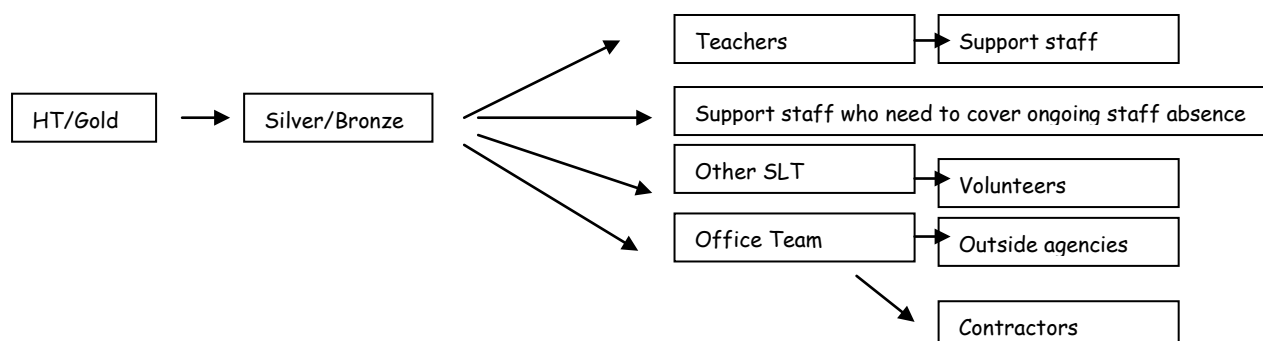 Teachers
Support staff
HT/Gold
Silver/Bronze
Support staff who need to cover ongoing staff absence
Other SLT
Volunteers
Office Team
Outside agencies
Contractors